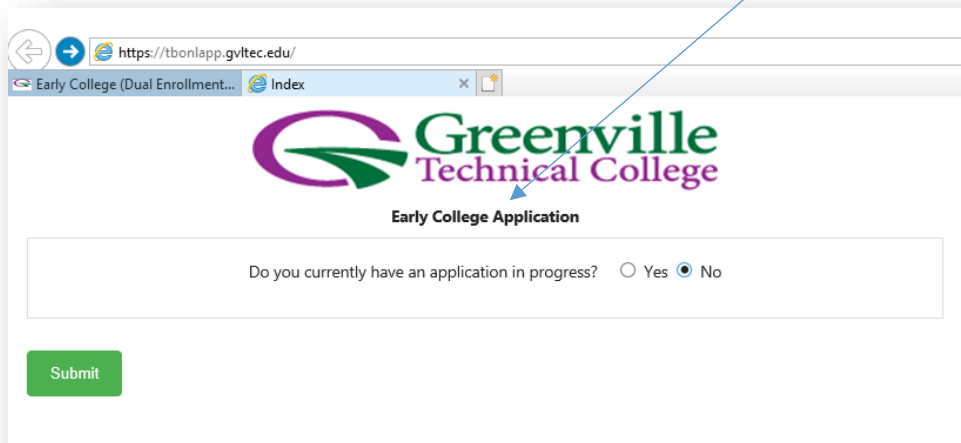 https://tbonlapp.gvltec.edu/
Early College (Dual Enrollment... Index
Greenville
Technical College
Early College Application
Do you currently have an application in progress? Yes No
Submit